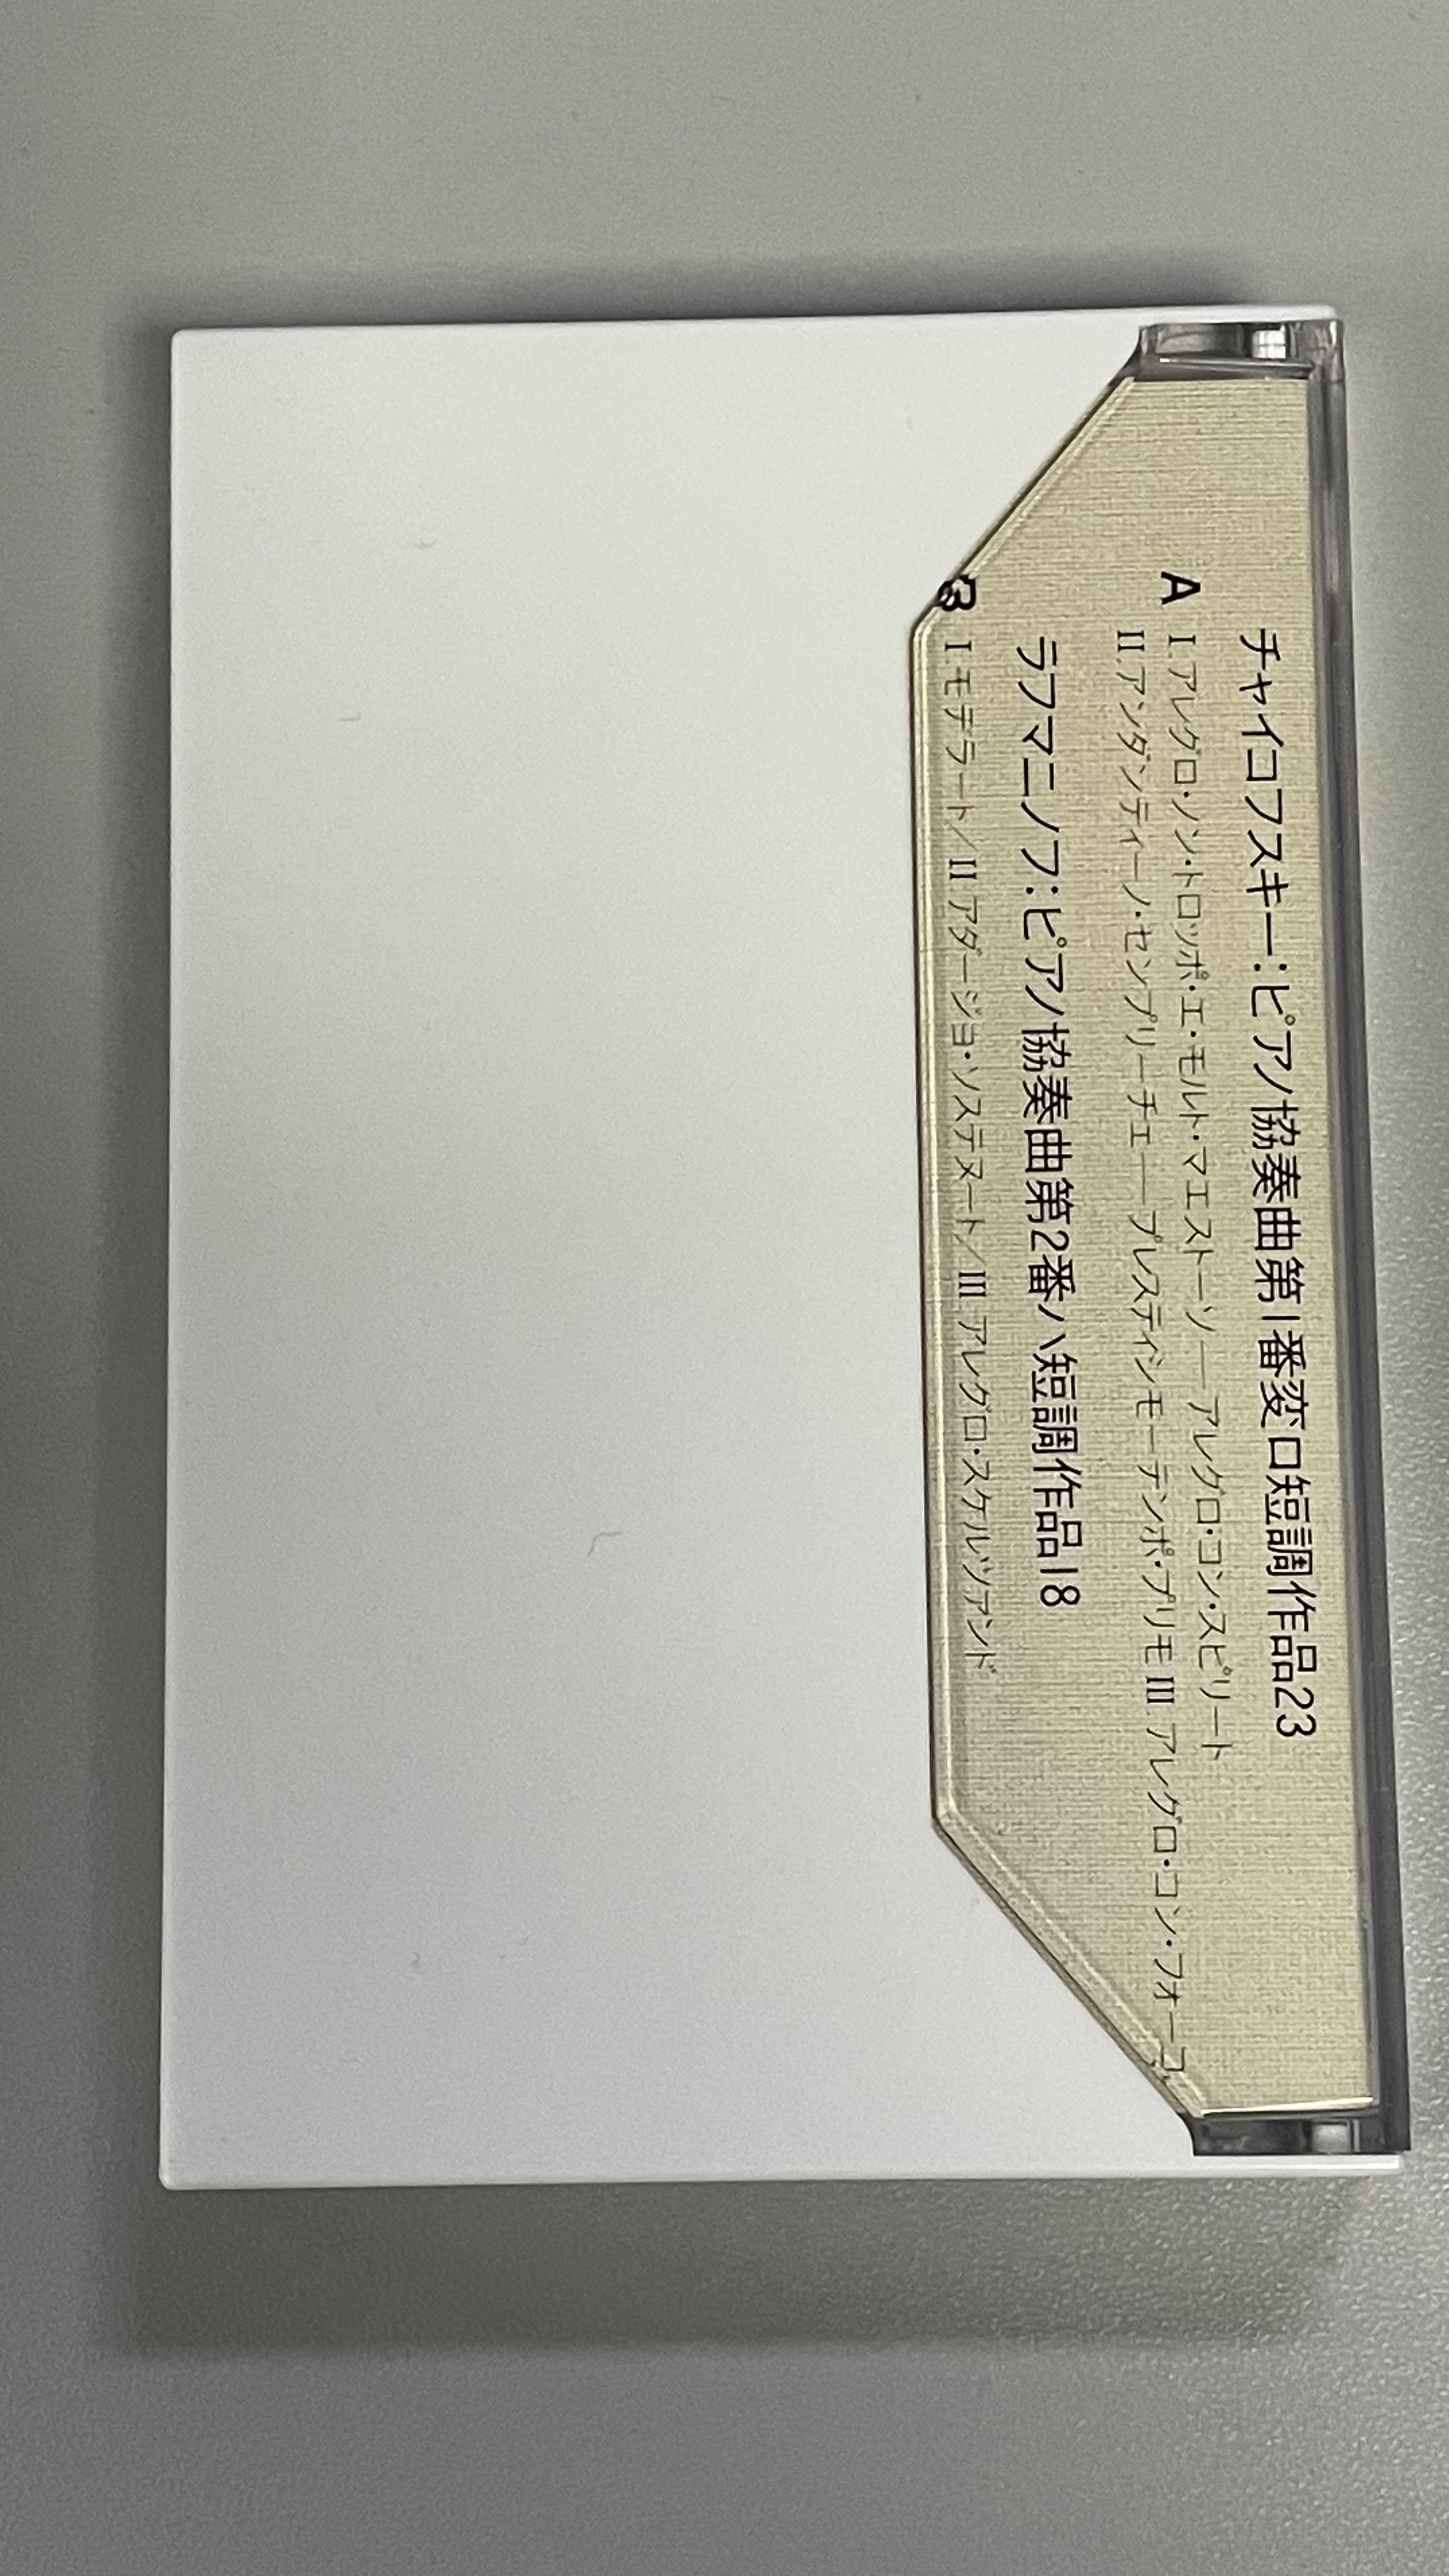 チャイコフスキー：ピアノ協奏曲第1番変ロ短調作品23
A Ⅰ.アレグロ・ノン・トロッポ・エ・モルト・マエストーソ――アレグロ・コン・スピリート
Ⅱ.アンダンティーノ・センプリーチェ――プレスティシモ―テンポ・プリモ Ⅲ.アレグロ・コン・フォーコ
ラフマニノフ：ピアノ協奏曲第2番ハ短調作品18
B Ⅰ.モデラート／Ⅱ.アダージョ・ソステヌート／Ⅲ.アレグロ・スケルツァンド